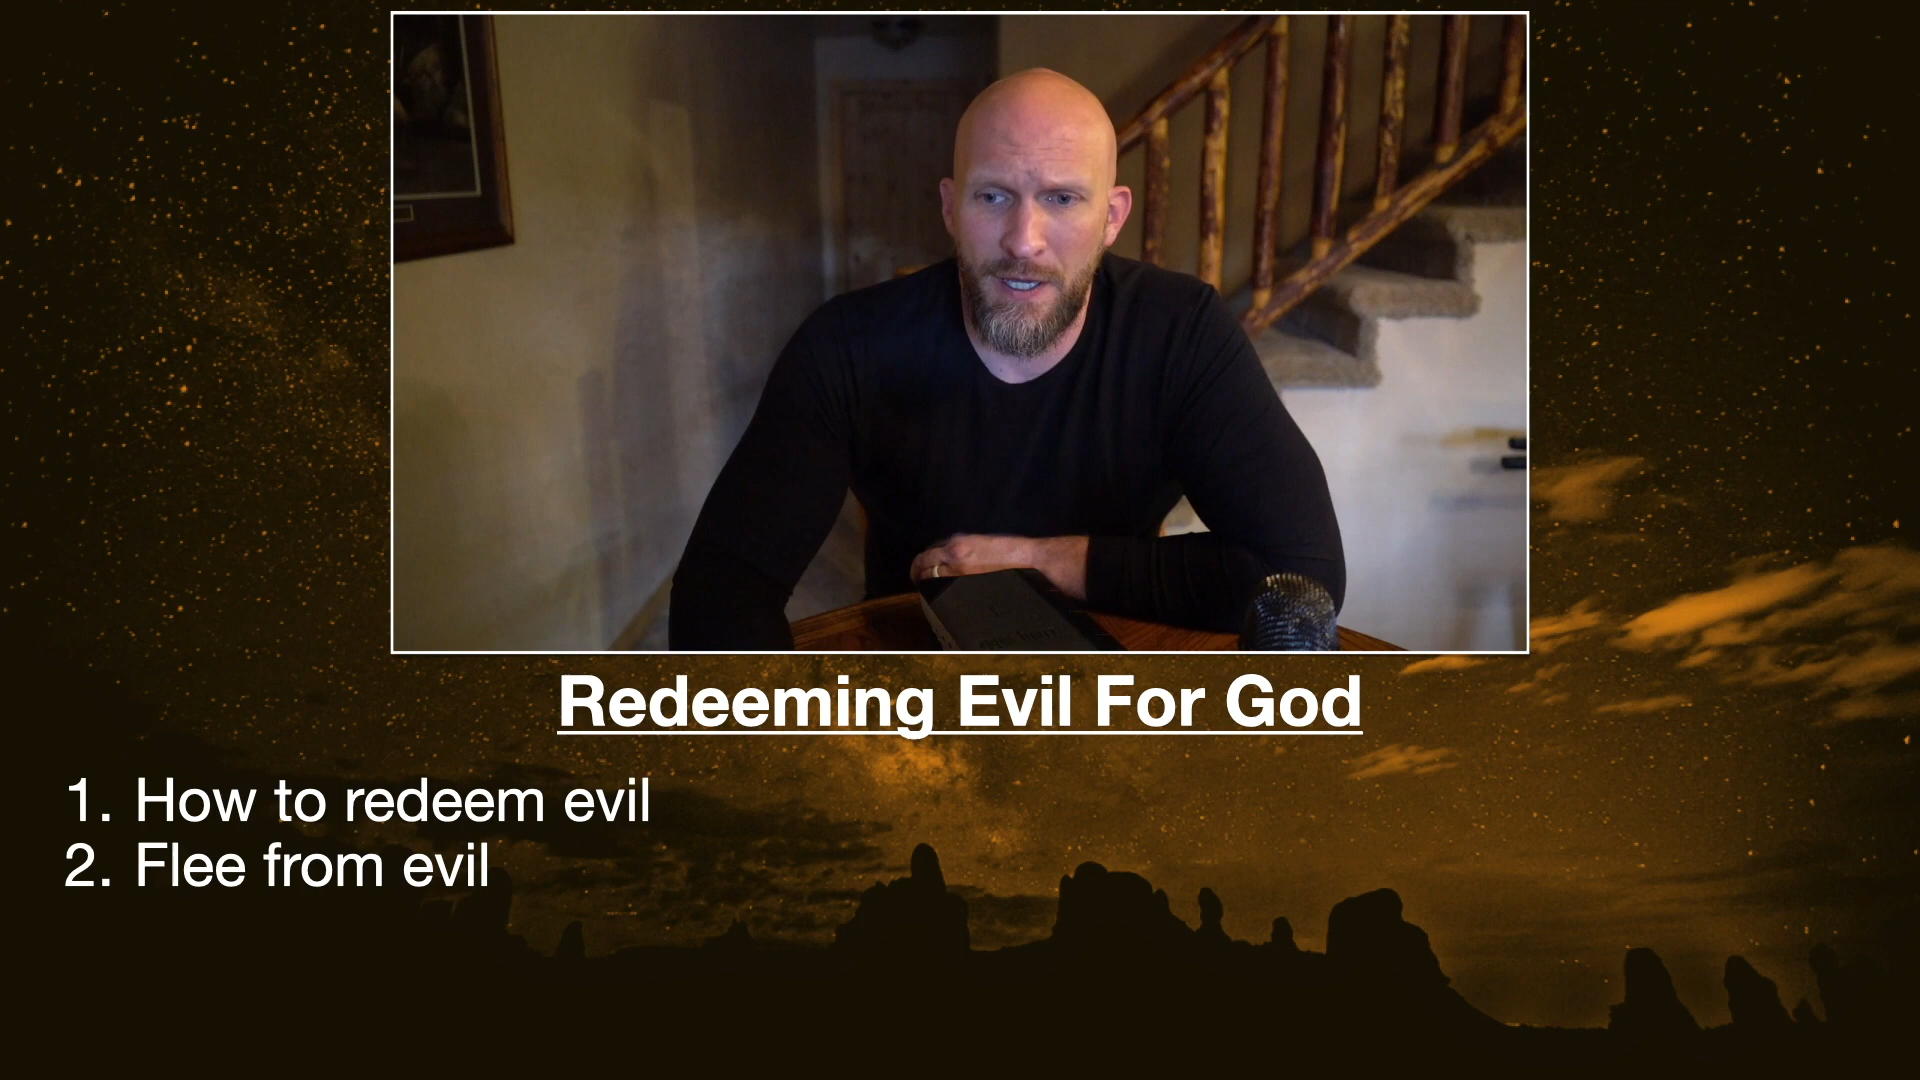 Redeeming Evil For God
1. How to redeem evil
2. Flee from evil